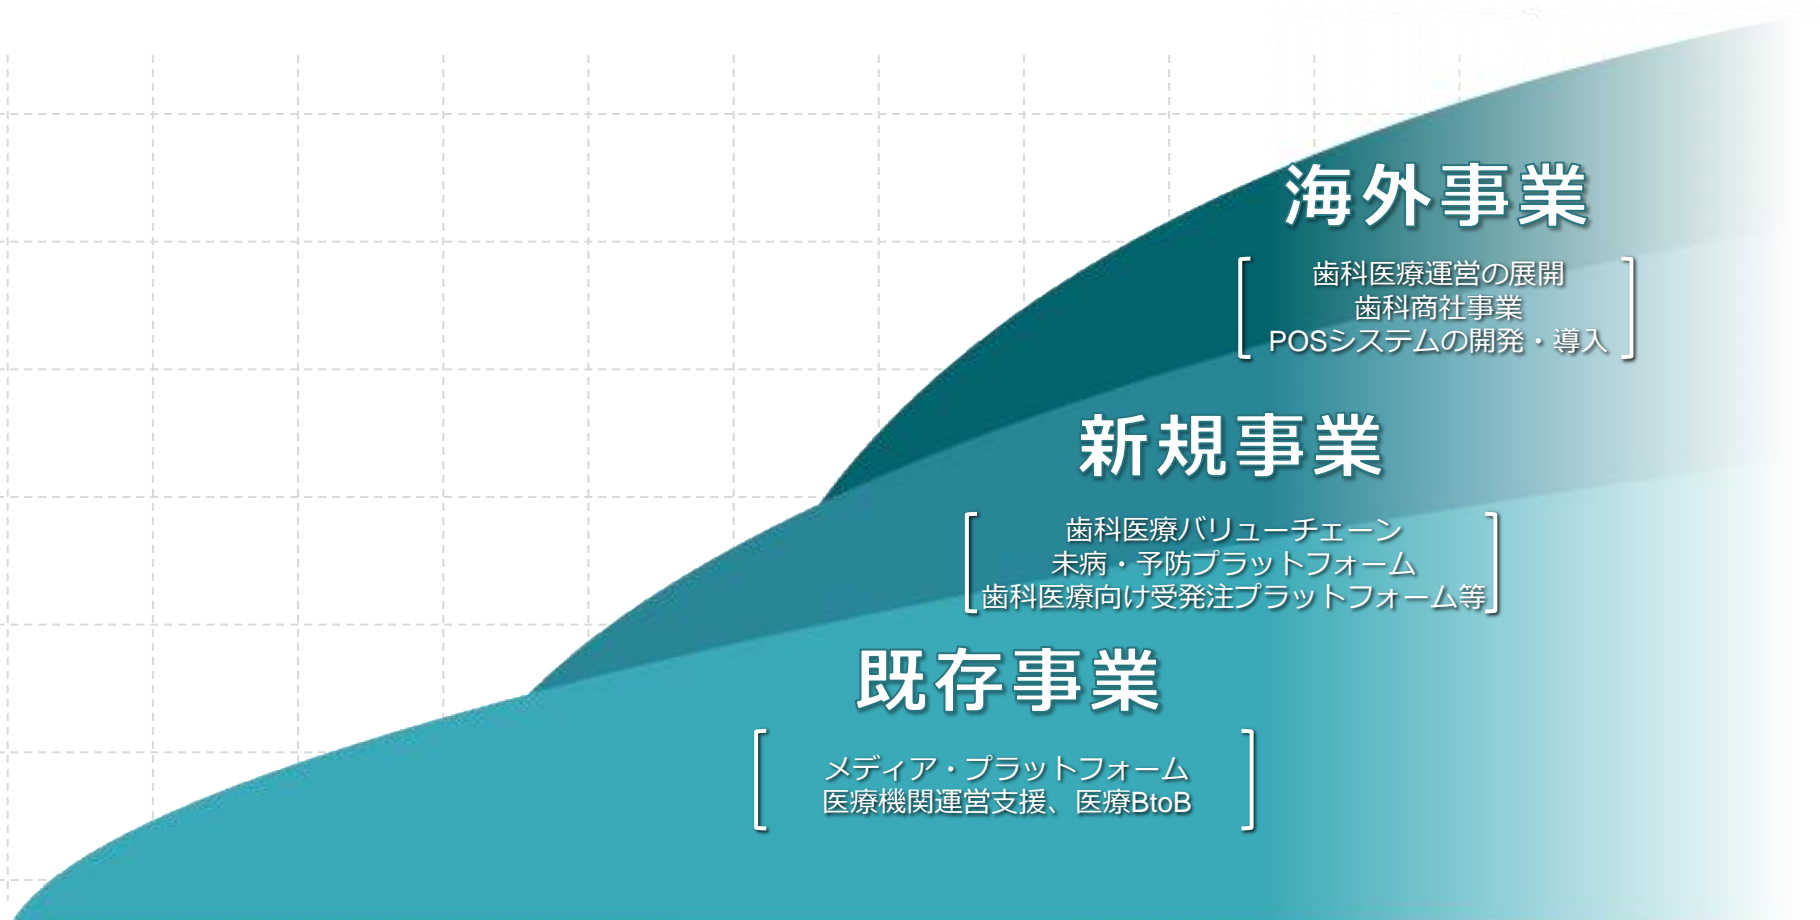 海外事業
歯科医療運営の展開
歯科商社事業
POSシステムの開発・導入
新規事業
歯科医療バリューチェーン
未病・予防プラットフォーム
歯科医療向け受発注プラットフォーム等
既存事業
メディア・プラットフォーム
医療機関運営支援、医療BtoB